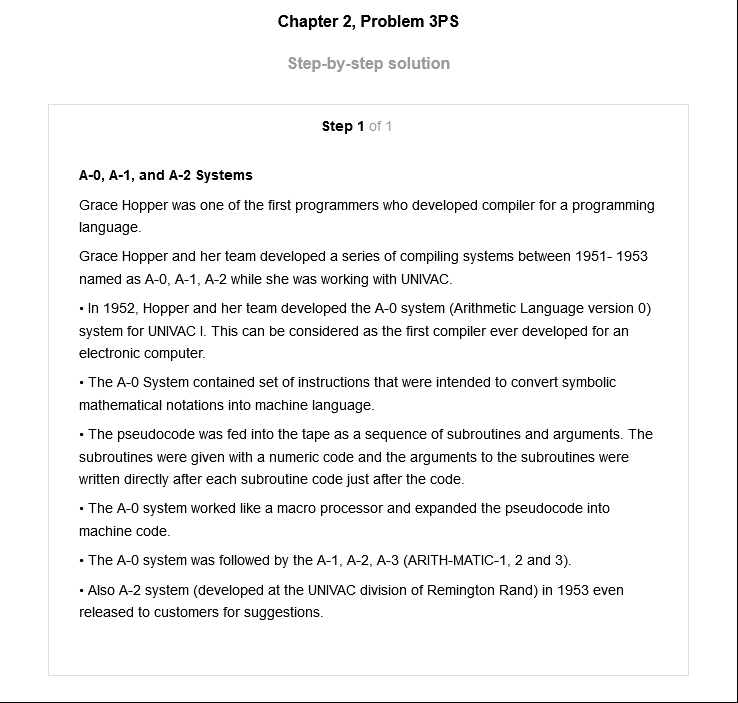 Chapter 2, Problem 3PS
Step-by-step solution
Step 1 of 1
A-0, A-1, and A-2 Systems
Grace Hopper was one of the first programmers who developed compiler for a programming
language.
Grace Hopper and her team developed a series of compiling systems between 1951- 1953
named as A-0, A-1, A-2 while she was working with UNIVAC.
• In 1952, Hopper and her team developed the A-0 system (Arithmetic Language version 0)
system for UNIVAC I. This can be considered as the first compiler ever developed for an
electronic computer.
• The A-0 System contained set of instructions that were intended to convert symbolic
mathematical notations into machine language.
• The pseudocode was fed into the tape as a sequence of subroutines and arguments. The
subroutines were given with a numeric code and the arguments to the subroutines were
written directly after each subroutine code just after the code.
• The A-0 system worked like a macro processor and expanded the pseudocode into
machine code.
• The A-0 system was followed by the A-1, A-2, A-3 (ARITH-MATIC-1, 2 and 3).
• Also A-2 system (developed at the UNIVAC division of Remington Rand) in 1953 even
released to customers for suggestions.